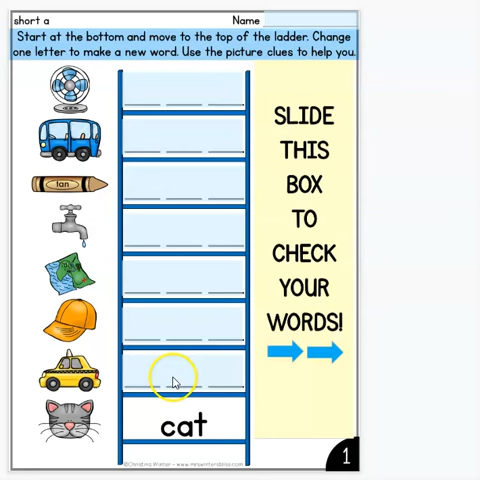 short a Name
Start at the bottom and move to the top of the ladder. Change
one letter to make a new word. Use the picture clues to help you.
SLIDE
THIS
BOX
TO
CHECK
YOUR
WORDS!
tan
cat
1